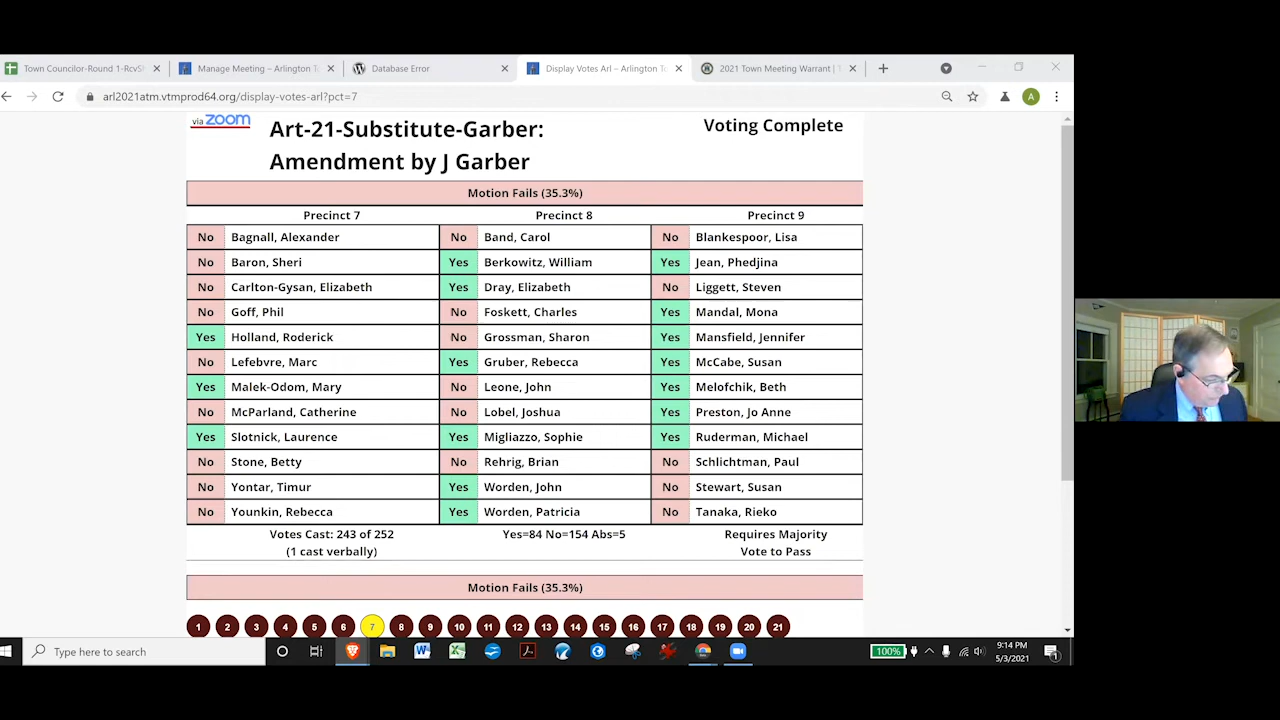 Town Councilor-Round 1-RcvSh
Manage Meeting – Arlington To
Database Error
Display Votes Arl – Arlington To
2021 Town Meeting Warrant | T
arl2021atm.vtmprod64.org/display-votes-arl?pct=7
A
via zoom
Art-21-Substitute-Garber:
Amendment by J Garber
Voting Complete
Motion Fails (35.3%)
Precinct 7 Precinct 8 Precinct 9
No Bagnall, Alexander No Band, Carol No Blankespoor, Lisa
No Baron, Sheri Yes Berkowitz, William Yes Jean, Phedjina
No Carlton-Gysan, Elizabeth Yes Dray, Elizabeth No Liggett, Steven
No Goff, Phil No Foskett, Charles Yes Mandal, Mona
Yes Holland, Roderick No Grossman, Sharon Yes Mansfield, Jennifer
No Lefebvre, Marc Yes Gruber, Rebecca Yes McCabe, Susan
Yes Malek-Odom, Mary No Leone, John Yes Melofchik, Beth
No McParland, Catherine No Lobel, Joshua Yes Preston, Jo Anne
Yes Slotnick, Laurence Yes Migliazzo, Sophie Yes Ruderman, Michael
No Stone, Betty No Rehrig, Brian No Schlichtman, Paul
No Yontar, Timur Yes Worden, John No Stewart, Susan
No Younkin, Rebecca Yes Worden, Patricia No Tanaka, Rieko
Votes Cast: 243 of 252 Yes=84 No=154 Abs=5 Requires Majority
(1 cast verbally) Vote to Pass
Motion Fails (35.3%)
1 2 3 4 5 6 7 8 9 10 11 12 13 14 15 16 17 18 19 20 21
Type here to search
100%
9:14 PM
5/3/2021